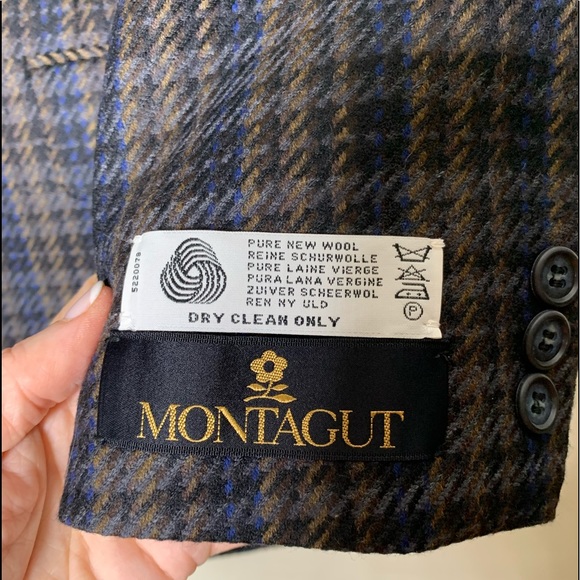 PURE NEW WOOL
REINE SCHURWOLLE
PURE LAINE VIERGE
PURA LANA VERGINE
ZUIVER SCHEERWOL
REN NY ULD
DRY CLEAN ONLY
5220079
P
MONTAGUT